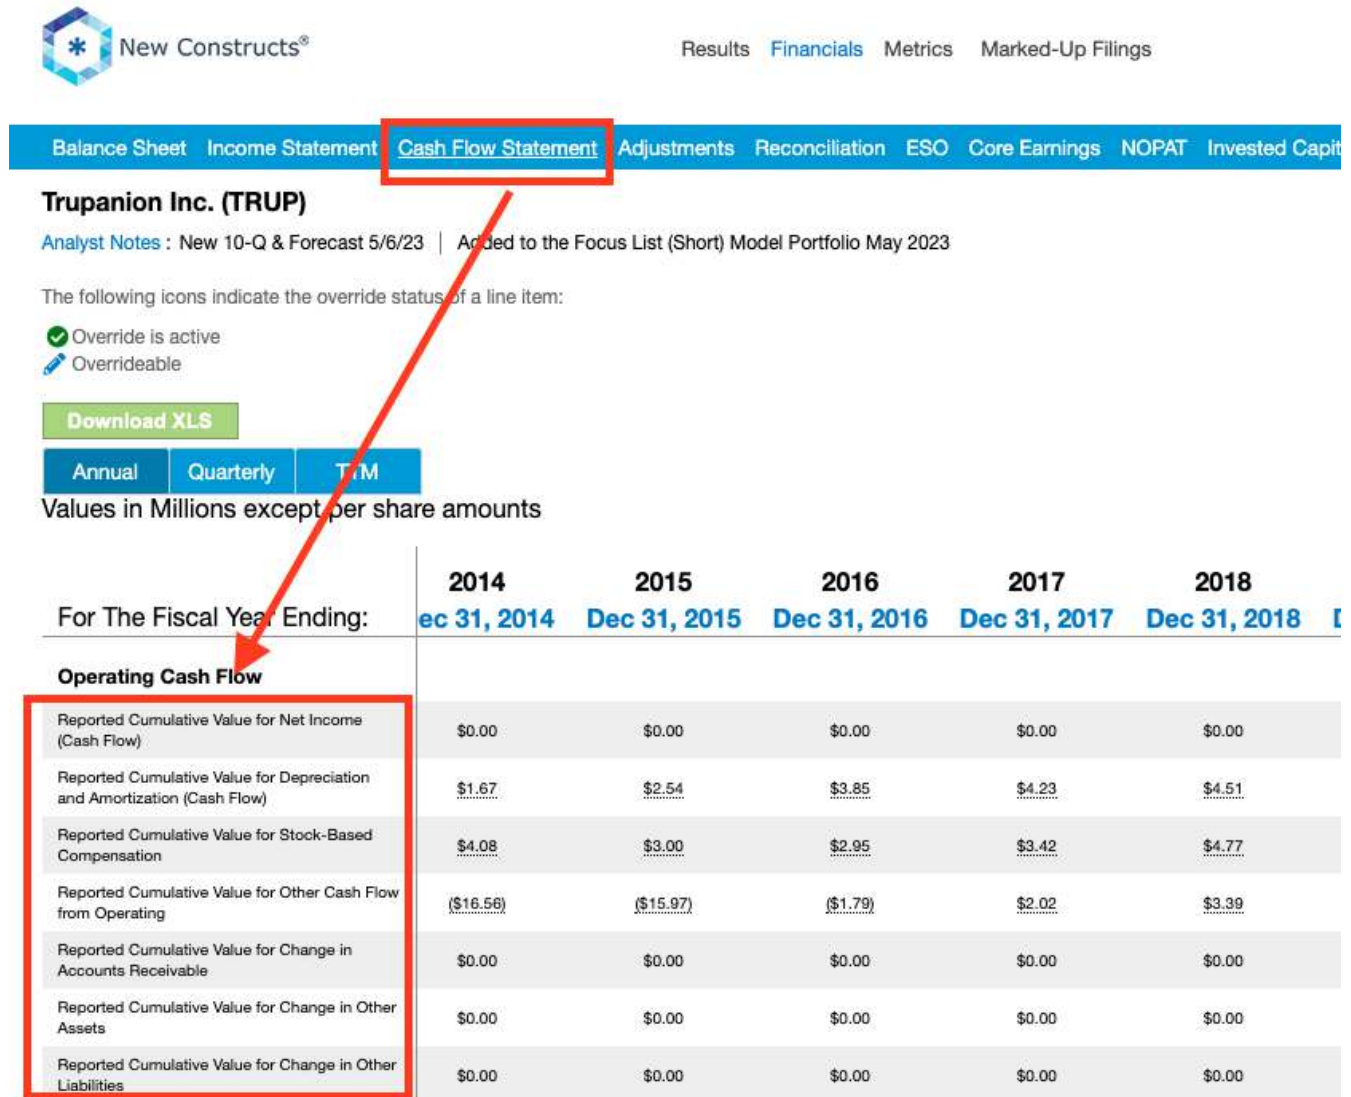 New Constructs®
Results Financials Metrics Marked-Up Filings
Balance Sheet Income Statement Cash Flow Statement Adjustments Reconciliation ESO Core Earnings NOPAT Invested Capit
Trupanion Inc. (TRUP)
Analyst Notes : New 10-Q & Forecast 5/6/23 | Added to the Focus List (Short) Model Portfolio May 2023
The following icons indicate the override status of a line item:
Override is active
Overrideable
Download XLS
Annual Quarterly TTM
Values in Millions except per share amounts
2014 2015 2016 2017 2018
For The Fiscal Year Ending: ec 31, 2014 Dec 31, 2015 Dec 31, 2016 Dec 31, 2017 Dec 31, 2018
Operating Cash Flow
Reported Cumulative Value for Net Income
(Cash Flow) $0.00 $0.00 $0.00 $0.00 $0.00
Reported Cumulative Value for Depreciation
and Amortization (Cash Flow) $1.67 $2.54 $3.85 $4.23 $4.51
Reported Cumulative Value for Stock-Based
Compensation $4.08 $3.00 $2.95 $3.42 $4.77
Reported Cumulative Value for Other Cash Flow
from Operating ($16.56) ($15.97) ($1.79) $2.02 $3.39
Reported Cumulative Value for Change in
Accounts Receivable $0.00 $0.00 $0.00 $0.00 $0.00
Reported Cumulative Value for Change in Other
Assets $0.00 $0.00 $0.00 $0.00 $0.00
Reported Cumulative Value for Change in Other
Liabilities $0.00 $0.00 $0.00 $0.00 $0.00